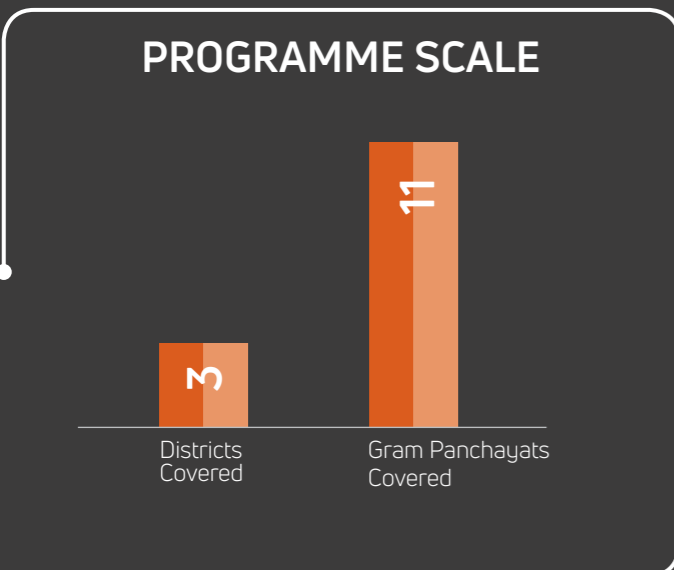 PROGRAMME SCALE
3
11
Districts
Covered
Gram Panchayats
Covered